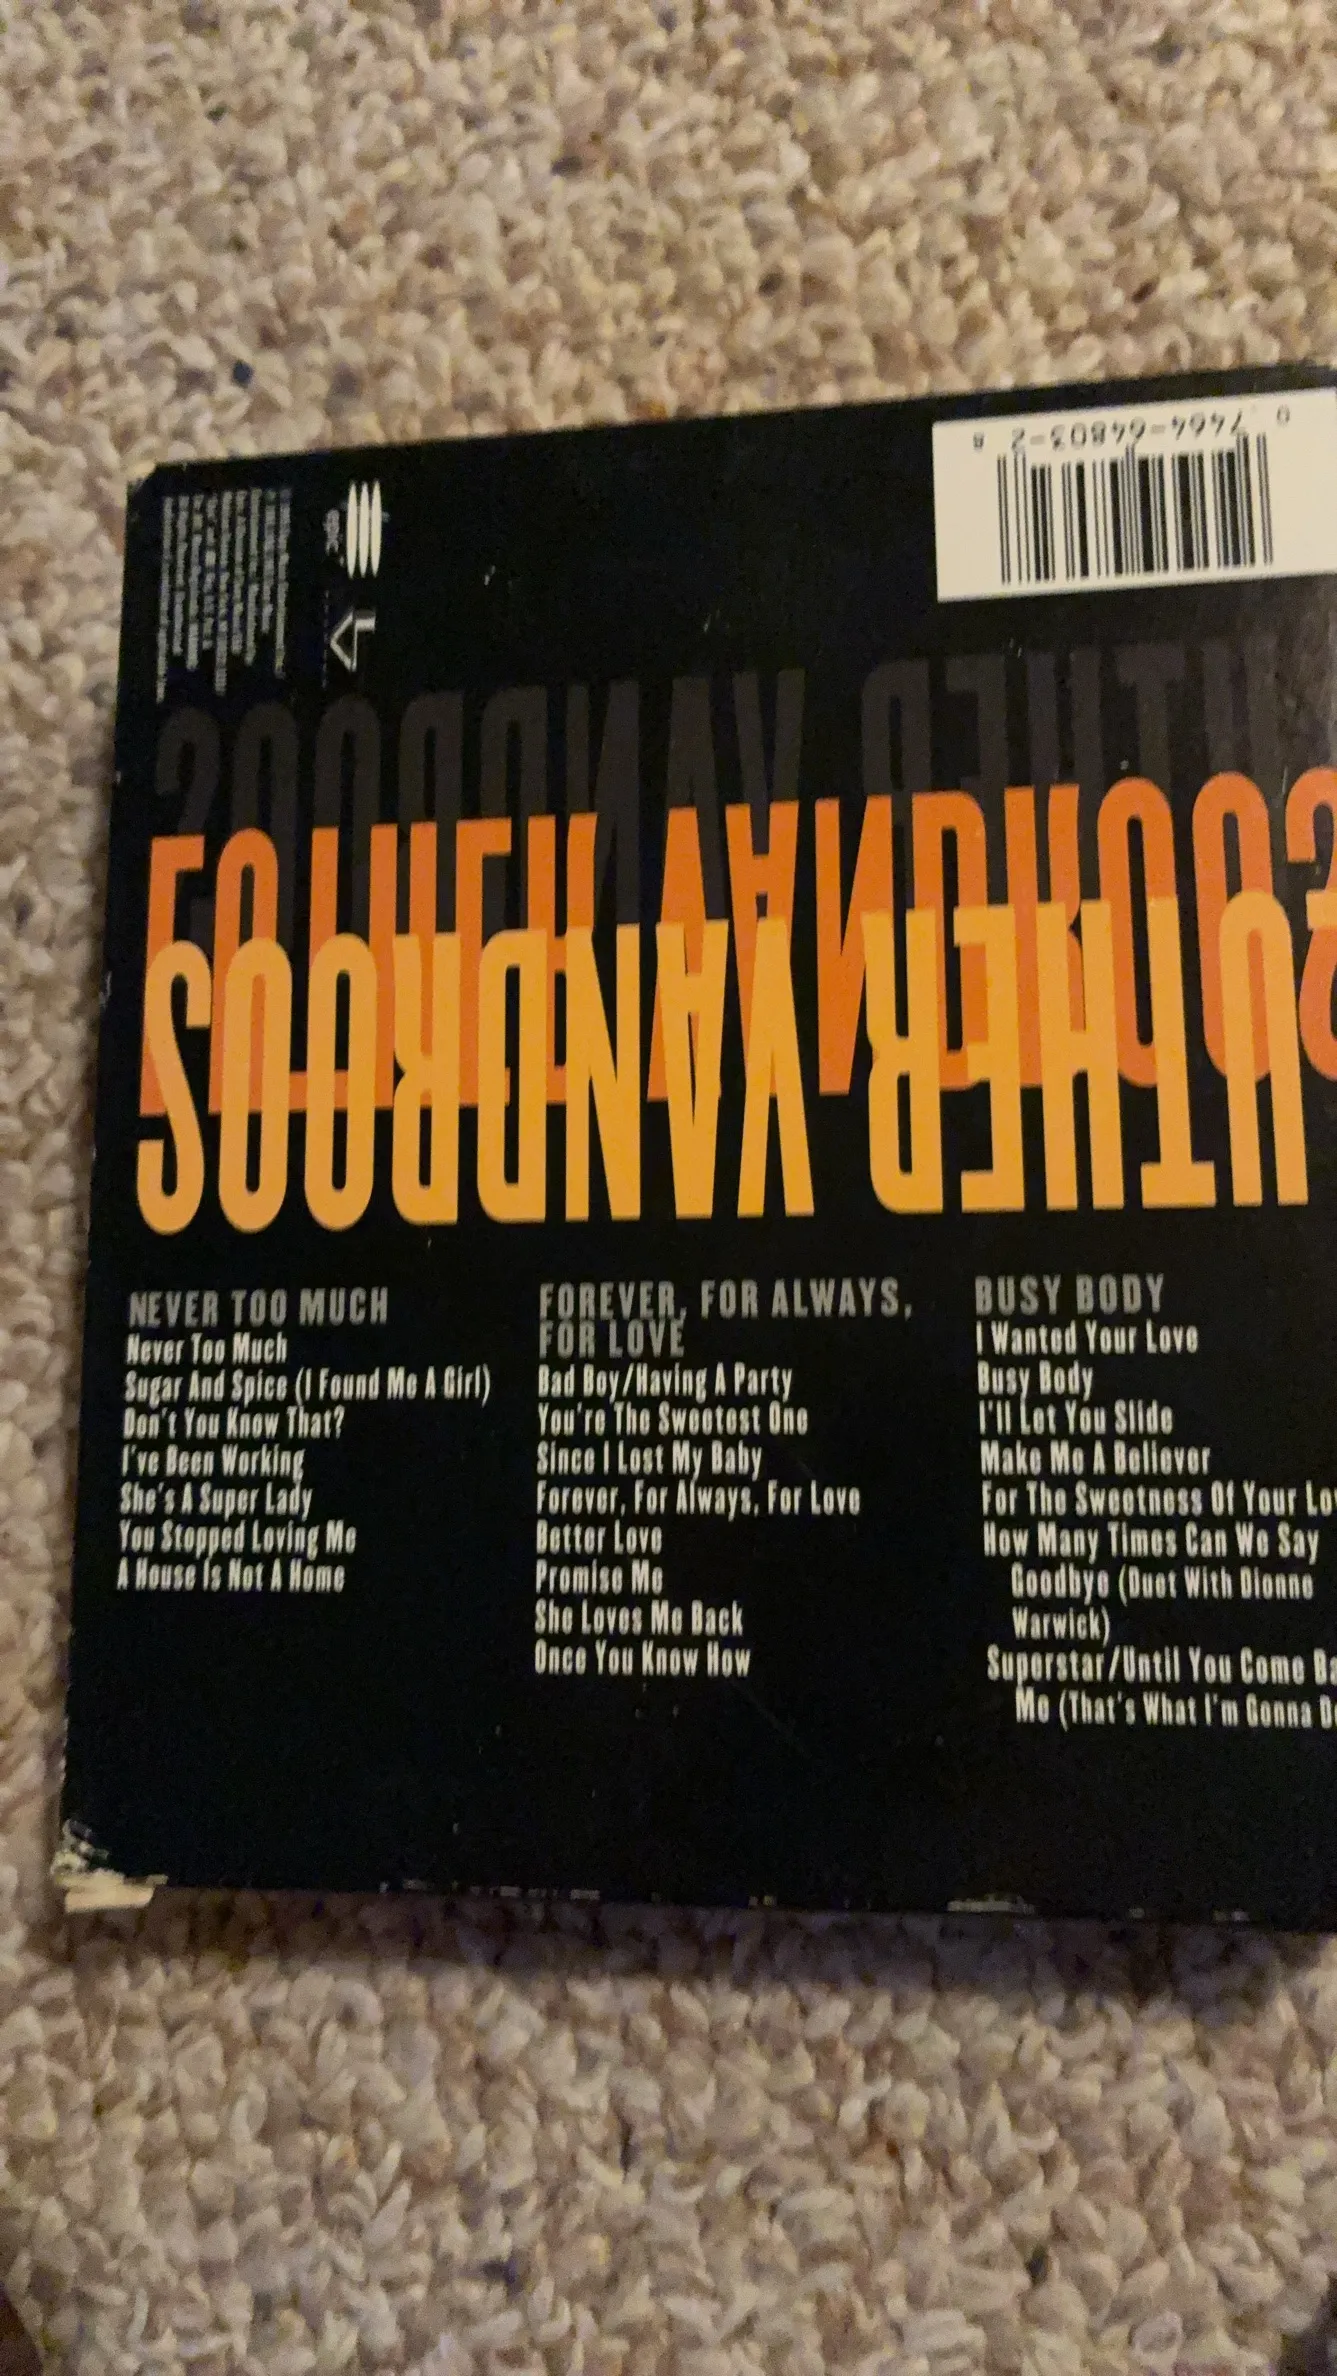 0 7464-64803-2 8
epic
LUTHER VANDROSS
LUTHER VANDROSS
UTHER VANDROSS
NEVER TOO MUCH
Never Too Much
Sugar And Spice (I Found Me A Girl)
Don't You Know That?
I've Been Working
She's A Super Lady
You Stopped Loving Me
A House Is Not A Home
FOREVER, FOR ALWAYS,
FOR LOVE
Bad Boy/Having A Party
You're The Sweetest One
Since I Lost My Baby
Forever, For Always, For Love
Better Love
Promise Me
She Loves Me Back
Once You Know How
BUSY BODY
I Wanted Your Love
Busy Body
I'll Let You Slide
Make Me A Believer
For The Sweetness Of Your Lo
How Many Times Can We Say
Goodbye (Duet With Dionne
Warwick)
Superstar/Until You Come Ba
Me (That's What I'm Gonna D